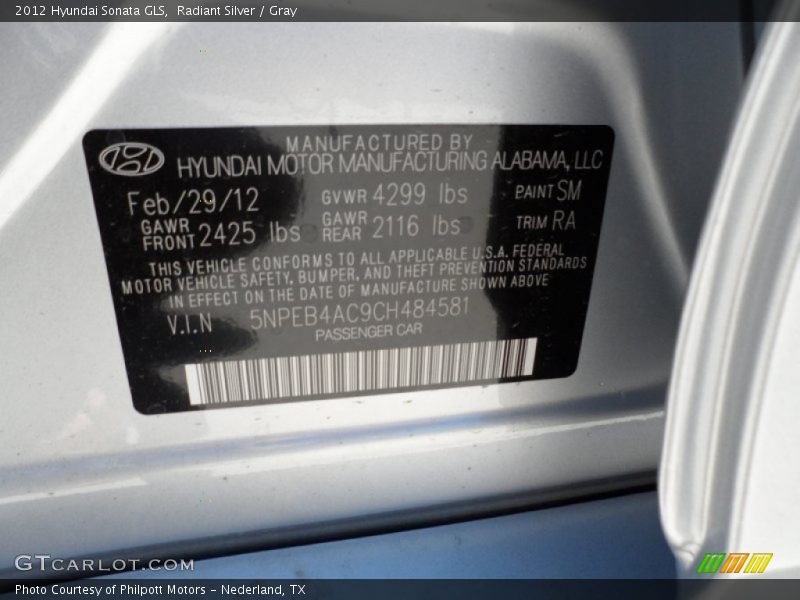 2012 Hyundai Sonata GLS,  Radiant Silver / Gray
MANUFACTURED BY
HYUNDAI MOTOR MANUFACTURING ALABAMA, LLC
Feb/29/12 GVWR 4299 lbs PAINT SM
GAWR FRONT 2425 lbs GAWR REAR 2116 lbs TRIM RA
THIS VEHICLE CONFORMS TO ALL APPLICABLE U.S.A. FEDERAL
MOTOR VEHICLE SAFETY, BUMPER, AND THEFT PREVENTION STANDARDS
IN EFFECT ON THE DATE OF MANUFACTURE SHOWN ABOVE
V.I.N 5NPEB4AC9CH484581
PASSENGER CAR
GTCARLOT.COM
Photo Courtesy of Philpott Motors - Nederland, TX